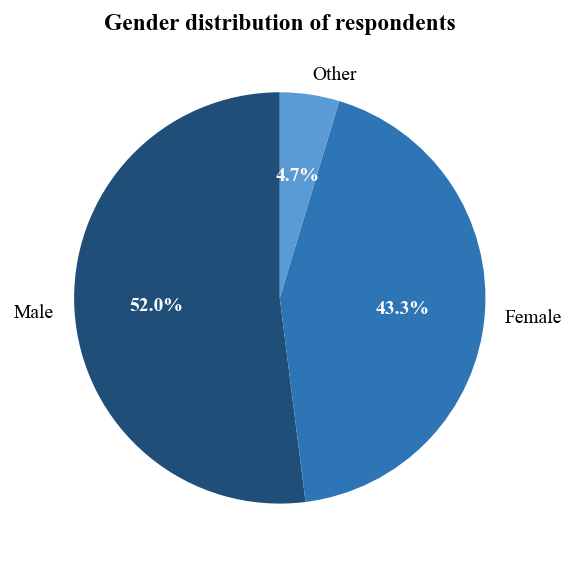 Gender distribution of respondents
Other
4.7%
Male
52.0%
43.3%
Female